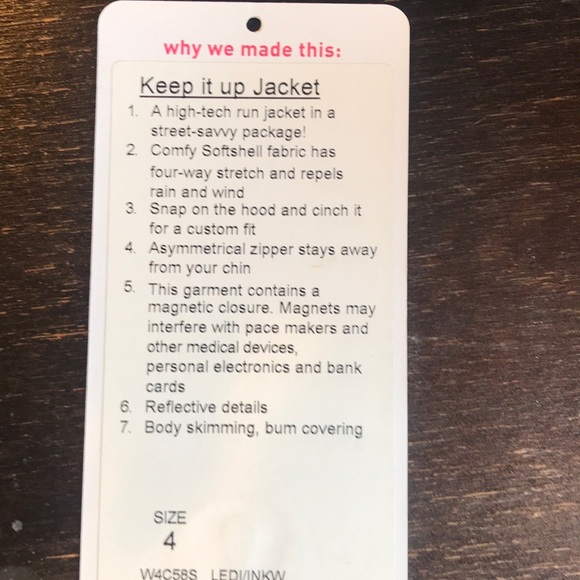 why we made this:
Keep it up Jacket
1. A high-tech run jacket in a
street-savvy package!
2. Comfy Softshell fabric has
four-way stretch and repels
rain and wind
3. Snap on the hood and cinch it
for a custom fit
4. Asymmetrical zipper stays away
from your chin
5. This garment contains a
magnetic closure. Magnets may
interfere with pace makers and
other medical devices,
personal electronics and bank
cards
6. Reflective details
7. Body skimming, bum covering
SIZE
4
W4C58S LEDI/INKW